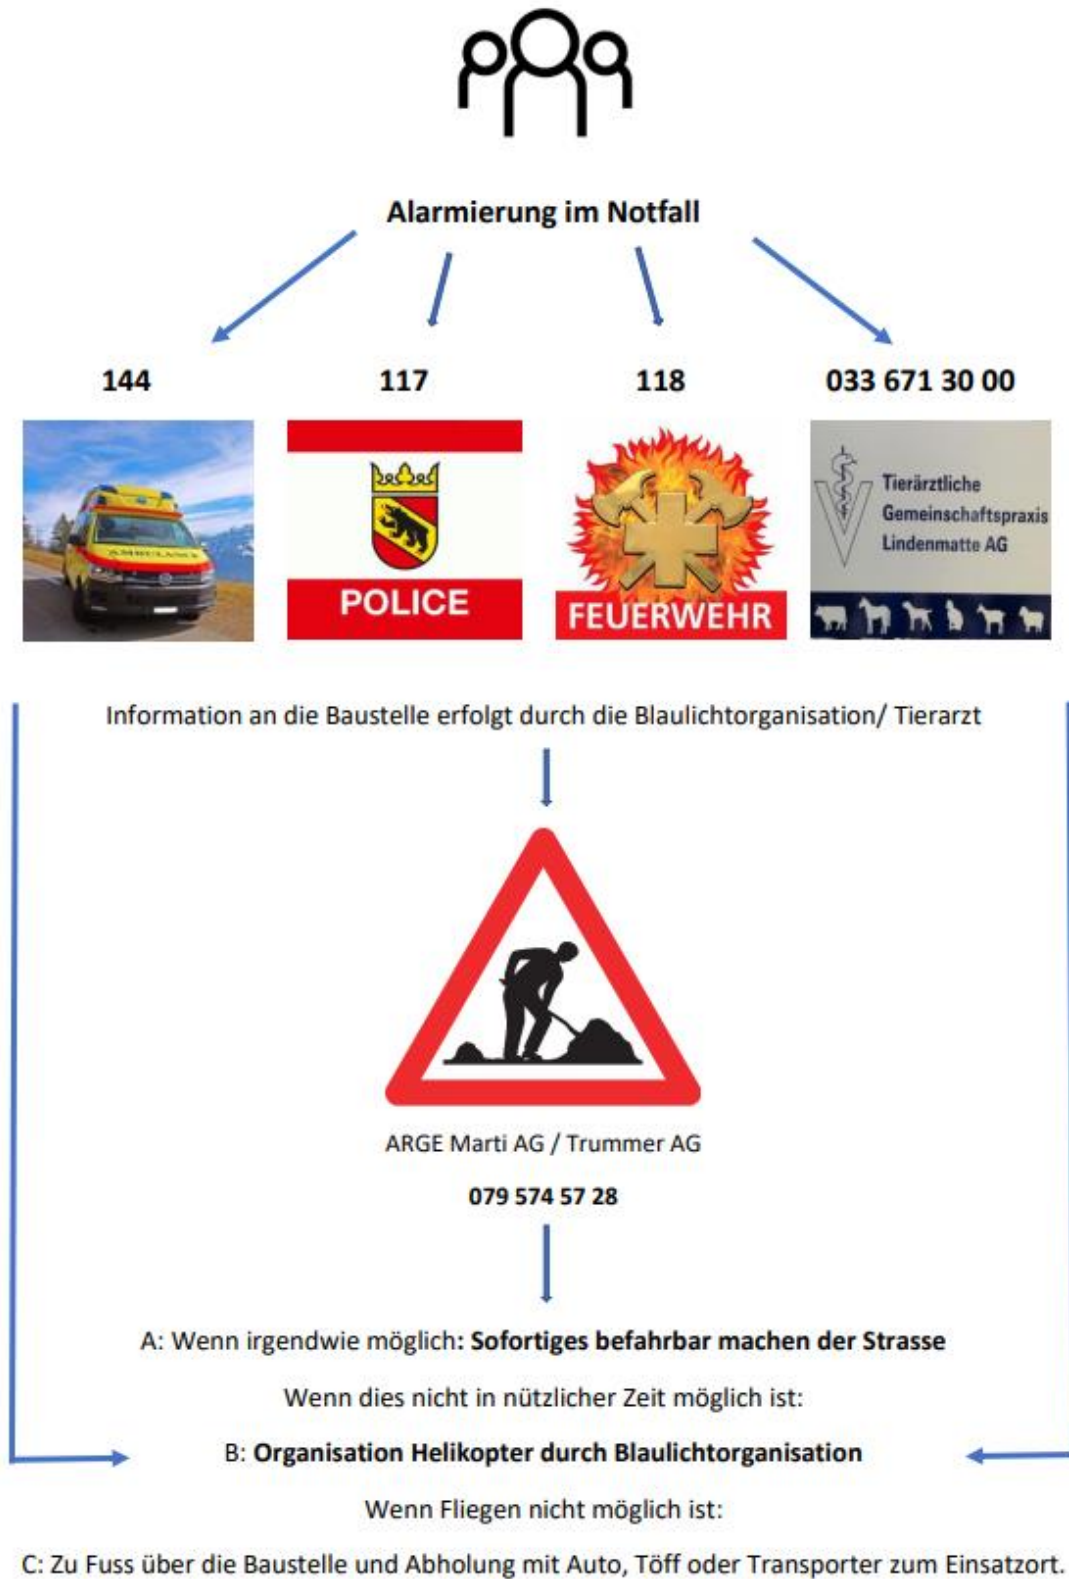 Alarmierung im Notfall
144
117
118
033 671 30 00
AMBULANCE
POLICE
FEUERWEHR
Tierärztliche
Gemeinschaftspraxis
Lindenmatte AG
Information an die Baustelle erfolgt durch die Blaulichtorganisation/ Tierarzt
ARGE Marti AG / Trummer AG
079 574 57 28
A: Wenn irgendwie möglich: Sofortiges befahrbar machen der Strasse
Wenn dies nicht in nützlicher Zeit möglich ist:
B: Organisation Helikopter durch Blaulichtorganisation
Wenn Fliegen nicht möglich ist:
C: Zu Fuss über die Baustelle und Abholung mit Auto, Töff oder Transporter zum Einsatzort.